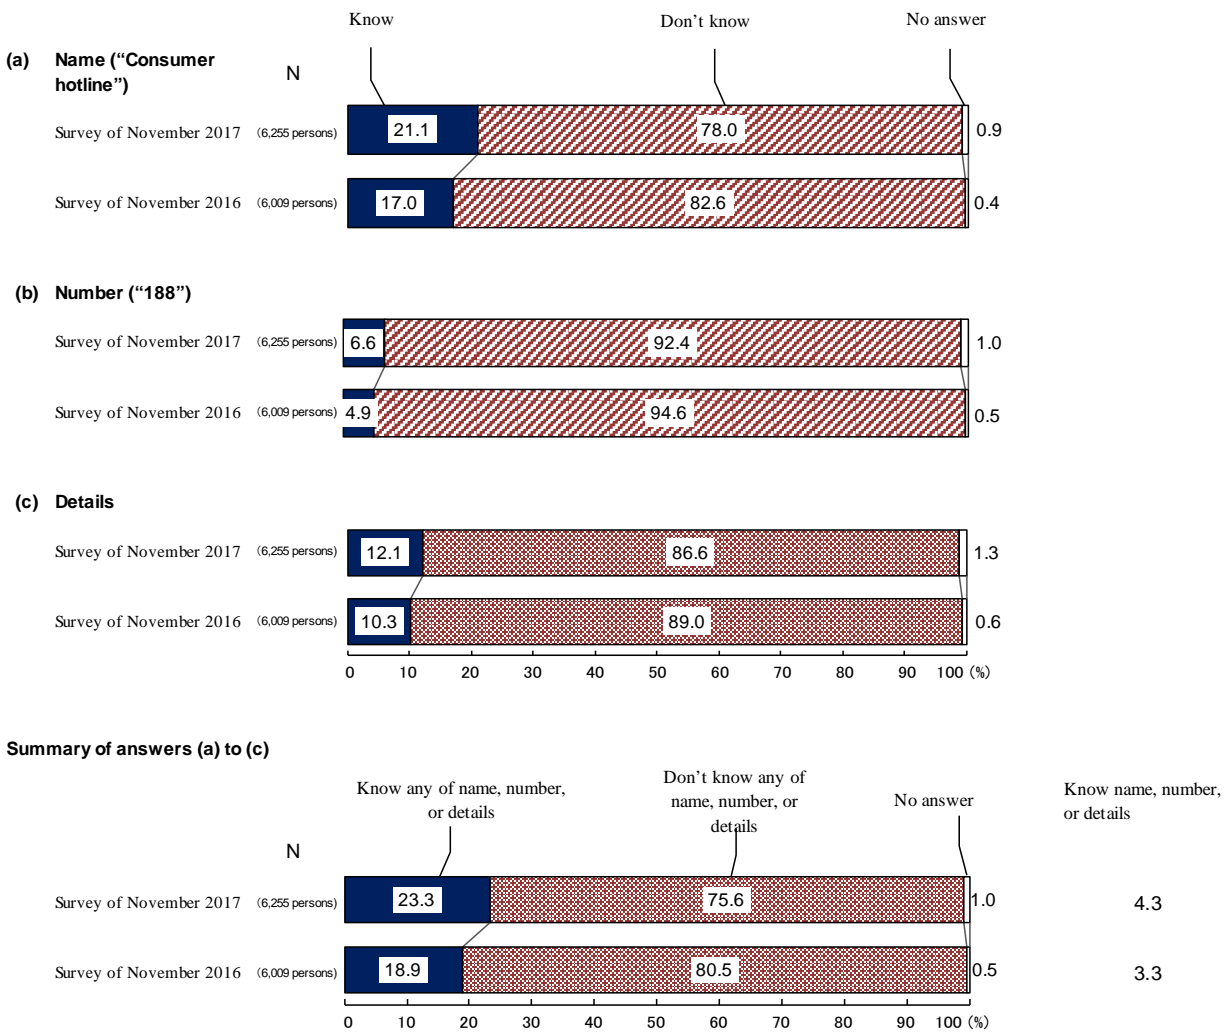 Know Don’t know No answer
(a) Name (“Consumer
hotline”)
N
Survey of November 2017 (6,255 persons) 21.1 78.0 0.9
Survey of November 2016 (6,009 persons) 17.0 82.6 0.4
(b) Number (“188”)
Survey of November 2017 (6,255 persons) 6.6 92.4 1.0
Survey of November 2016 (6,009 persons) 4.9 94.6 0.5
(c) Details
Survey of November 2017 (6,255 persons) 12.1 86.6 1.3
Survey of November 2016 (6,009 persons) 10.3 89.0 0.6
0 10 20 30 40 50 60 70 80 90 100 (%)
Summary of answers (a) to (c)
Know any of name, number,
or details
Don’t know any of
name, number, or
details
No answer
Know name, number,
or details
N
Survey of November 2017 (6,255 persons) 23.3 75.6 1.0 4.3
Survey of November 2016 (6,009 persons) 18.9 80.5 0.5 3.3
0 10 20 30 40 50 60 70 80 90 100 (%)